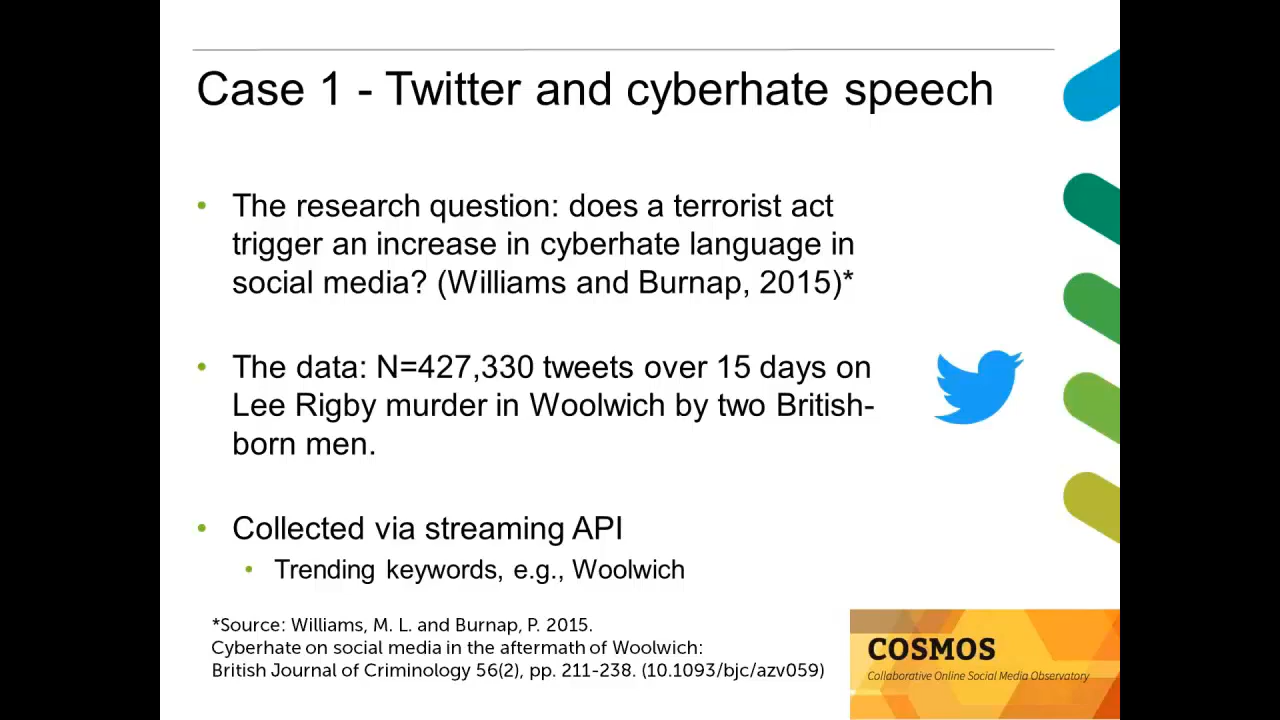 Case 1 - Twitter and cyberhate speech
• The research question: does a terrorist act
trigger an increase in cyberhate language in
social media? (Williams and Burnap, 2015)*
• The data: N=427,330 tweets over 15 days on
Lee Rigby murder in Woolwich by two British-
born men.
• Collected via streaming API
• Trending keywords, e.g., Woolwich
*Source: Williams, M. L. and Burnap, P. 2015.
Cyberhate on social media in the aftermath of Woolwich:
British Journal of Criminology 56(2), pp. 211-238. (10.1093/bjc/azv059)
COSMOS
Collaborative Online Social Media Observatory